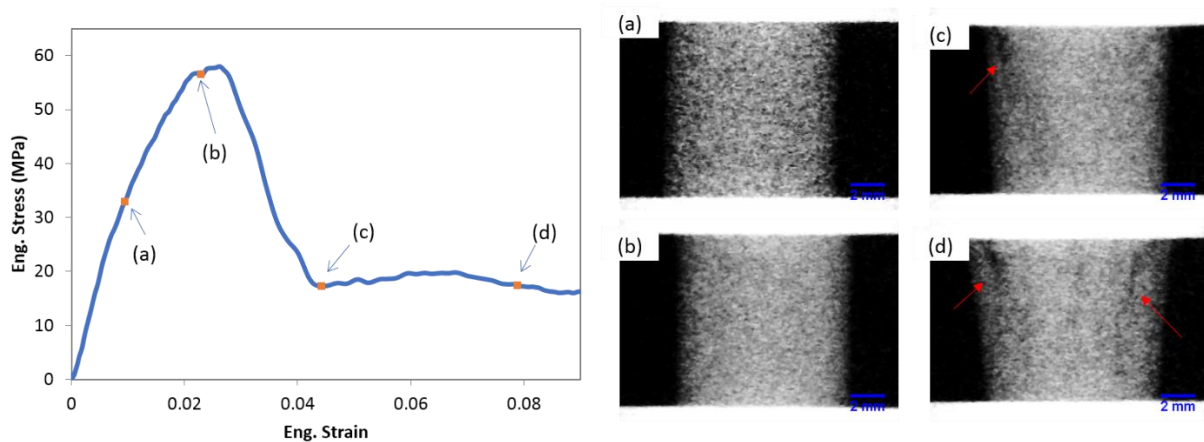 60
50
40
30
20
10
0
Eng. Stress (MPa)
0
0.02
0.04
0.06
0.08
Eng. Strain
(a)
(b)
(c)
(d)
(a)
2 mm
(c)
2 mm
(b)
2 mm
(d)
2 mm